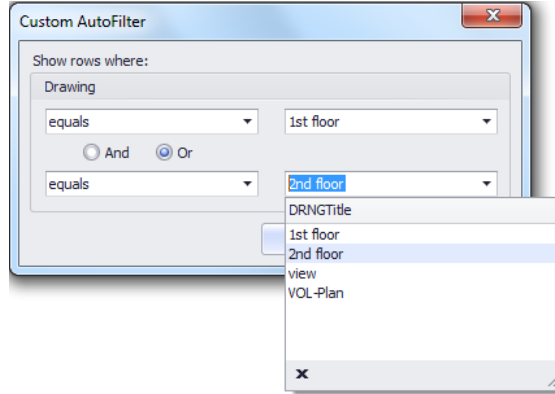 Custom AutoFilter
Show rows where:
Drawing
equals
1st floor
And
Or
equals
2nd floor
DRNGTitle
1st floor
2nd floor
view
VOL-Plan